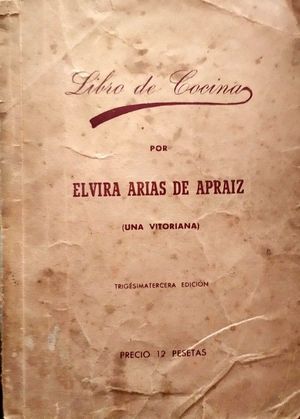 Libro de Cocina
POR
ELVIRA ARIAS DE APRAIZ
(UNA VITORIANA)
TRIGÉSIMATERCERA EDICIÓN
PRECIO 12 PESETAS